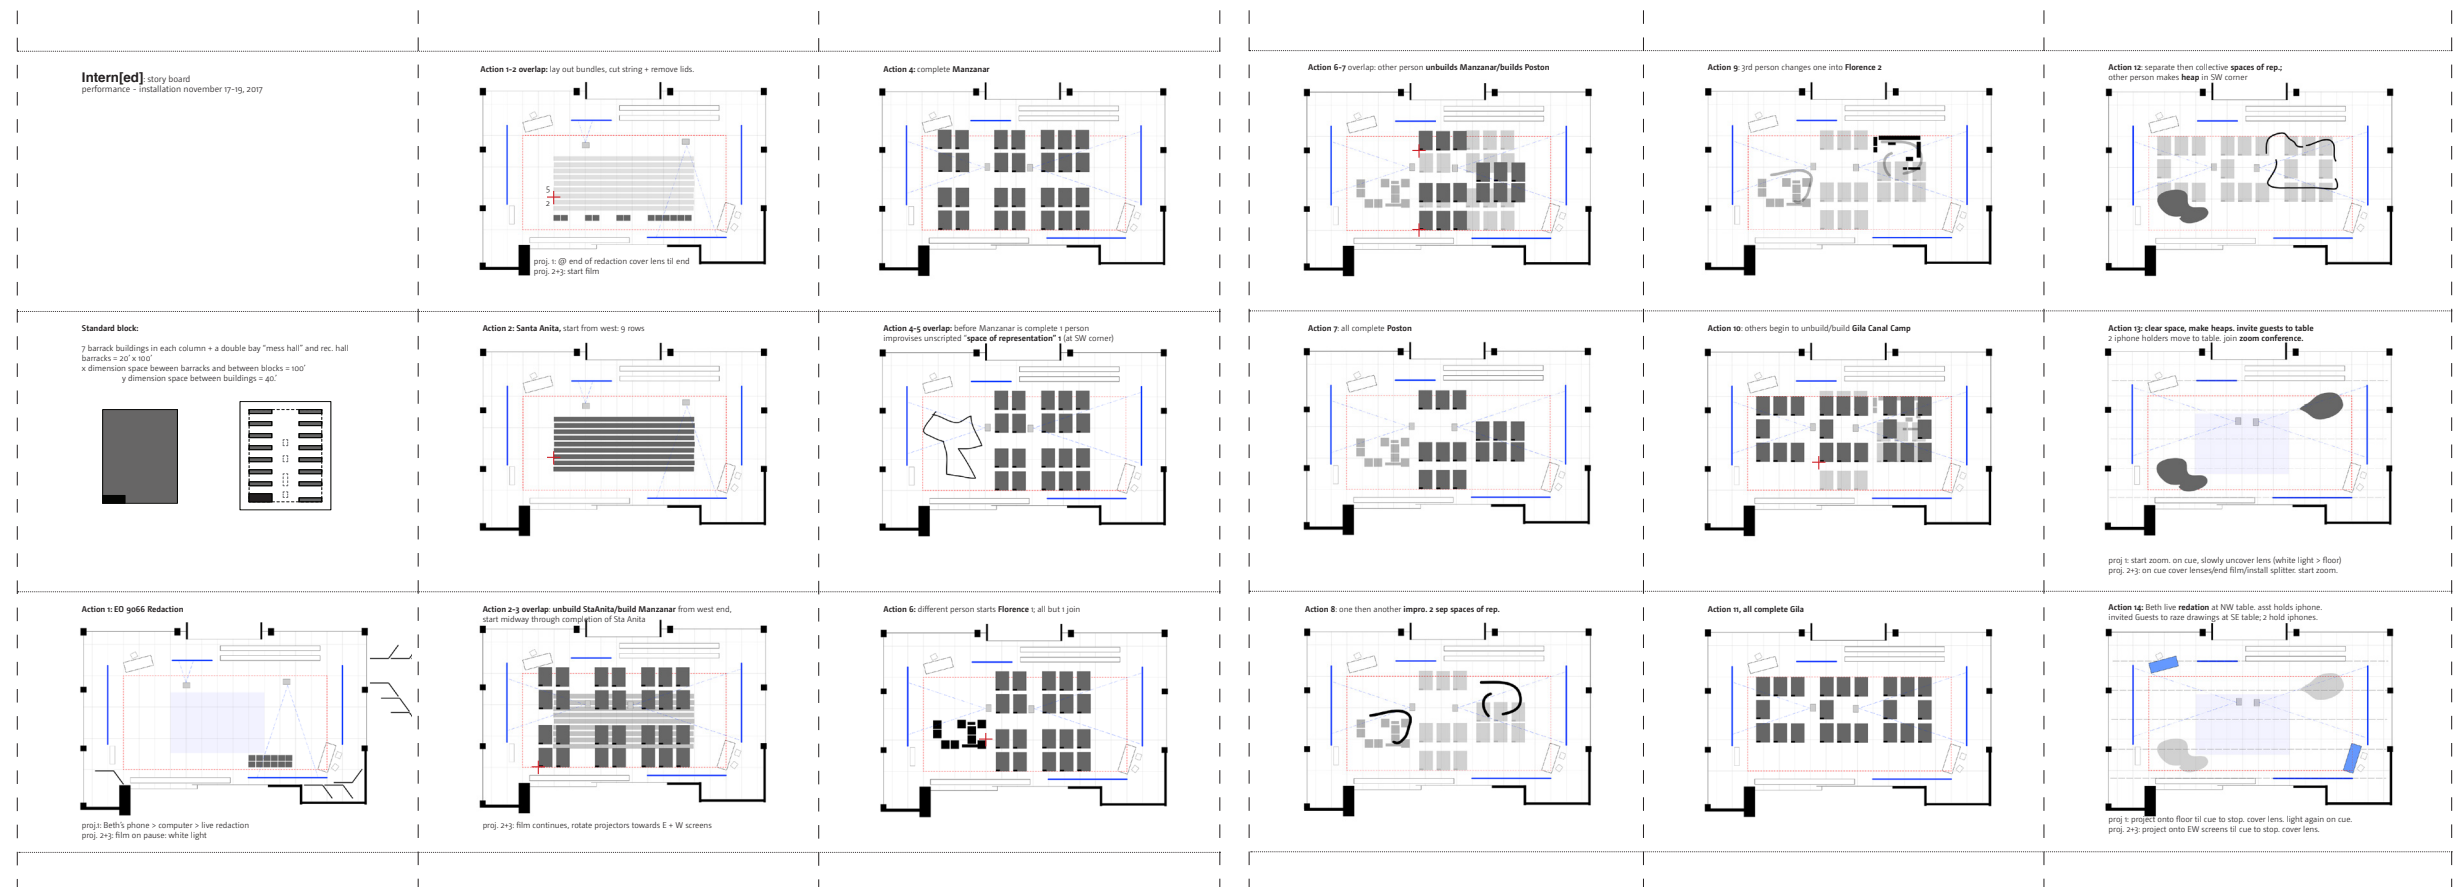 Intern[ed]: story board
performance – installation november 17-19, 2017
Standard block:
7 barrack buildings in each column + a double bay "mess hall" and rec. hall
barracks = 20' x 100'
x dimension space beween barracks and between blocks = 100'
y dimension space between buildings = 40.'
Action 1: EO 9066 Redaction
proj.1: Beth's phone > computer > live redaction
proj. 2+3: film on pause: white light
Action 1-2 overlap: lay out bundles, cut string + remove lids.
5
2
proj. 1: @ end of redaction cover lens til end
proj. 2+3: start film
Action 2: Santa Anita, start from west: 9 rows
Action 2-3 overlap: unbuild StaAnita/build Manzanar from west end,
start midway through completion of Sta Anita
proj. 2+3: film continues, rotate projectors towards E + W screens
Action 4: complete Manzanar
Action 4-5 overlap: before Manzanar is complete 1 person
improvises unscripted "space of representation" 1 (at SW corner)
Action 6: different person starts Florence 1; all but 1 join
Action 6-7 overlap: other person unbuilds Manzanar/builds Poston
Action 7: all complete Poston
Action 8: one then another impro. 2 sep spaces of rep.
Action 9: 3rd person changes one into Florence 2
Action 10: others begin to unbuild/build Gila Canal Camp
Action 11, all complete Gila
Action 12: separate then collective spaces of rep.;
other person makes heap in SW corner
Action 13: clear space, make heaps. invite guests to table
2 iphone holders move to table. join zoom conference.
proj 1: start zoom. on cue, slowly uncover lens (white light > floor)
proj. 2+3: on cue cover lenses/end film/install splitter. start zoom.
Action 14: Beth live redation at NW table. asst holds iphone.
invited Guests to raze drawings at SE table; 2 hold iphones.
proj 1: project onto floor til cue to stop. cover lens. light again on cue.
proj. 2+3: project onto EW screens til cue to stop. cover lens.